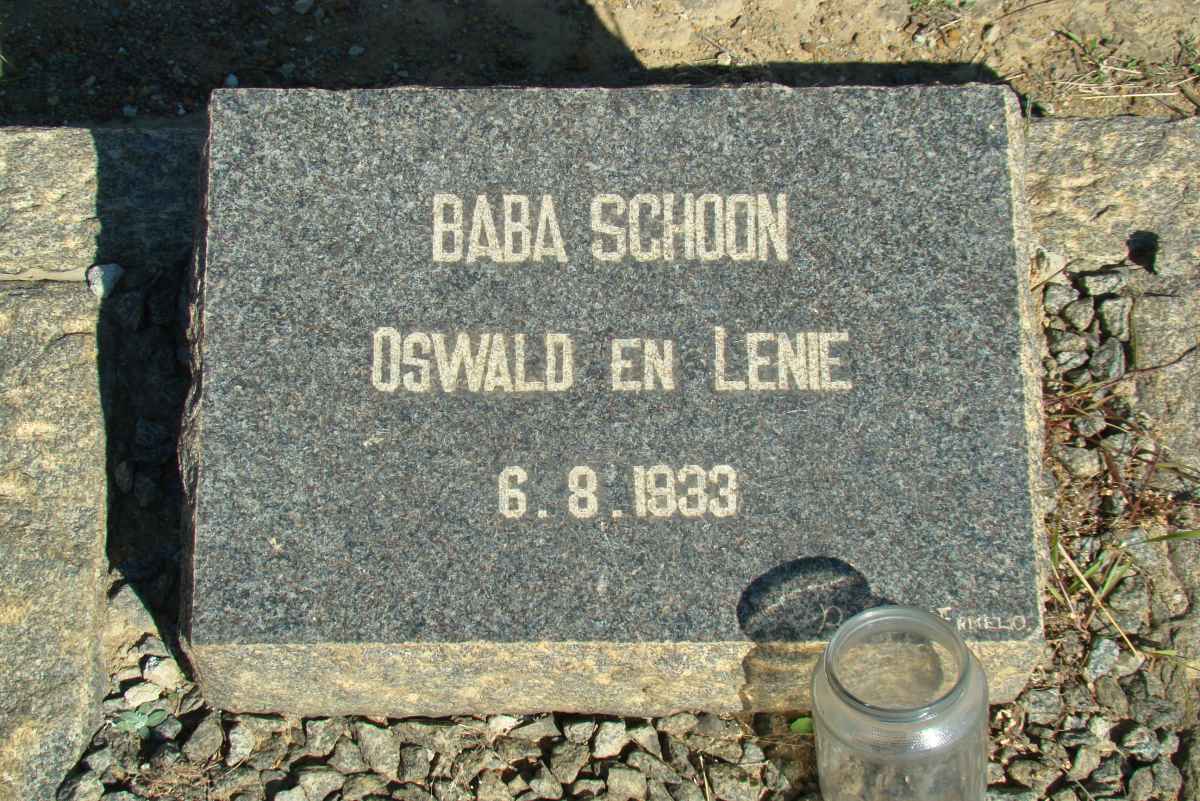 BABA SCHOON
OSWALD EN LENIE
6.8.1933